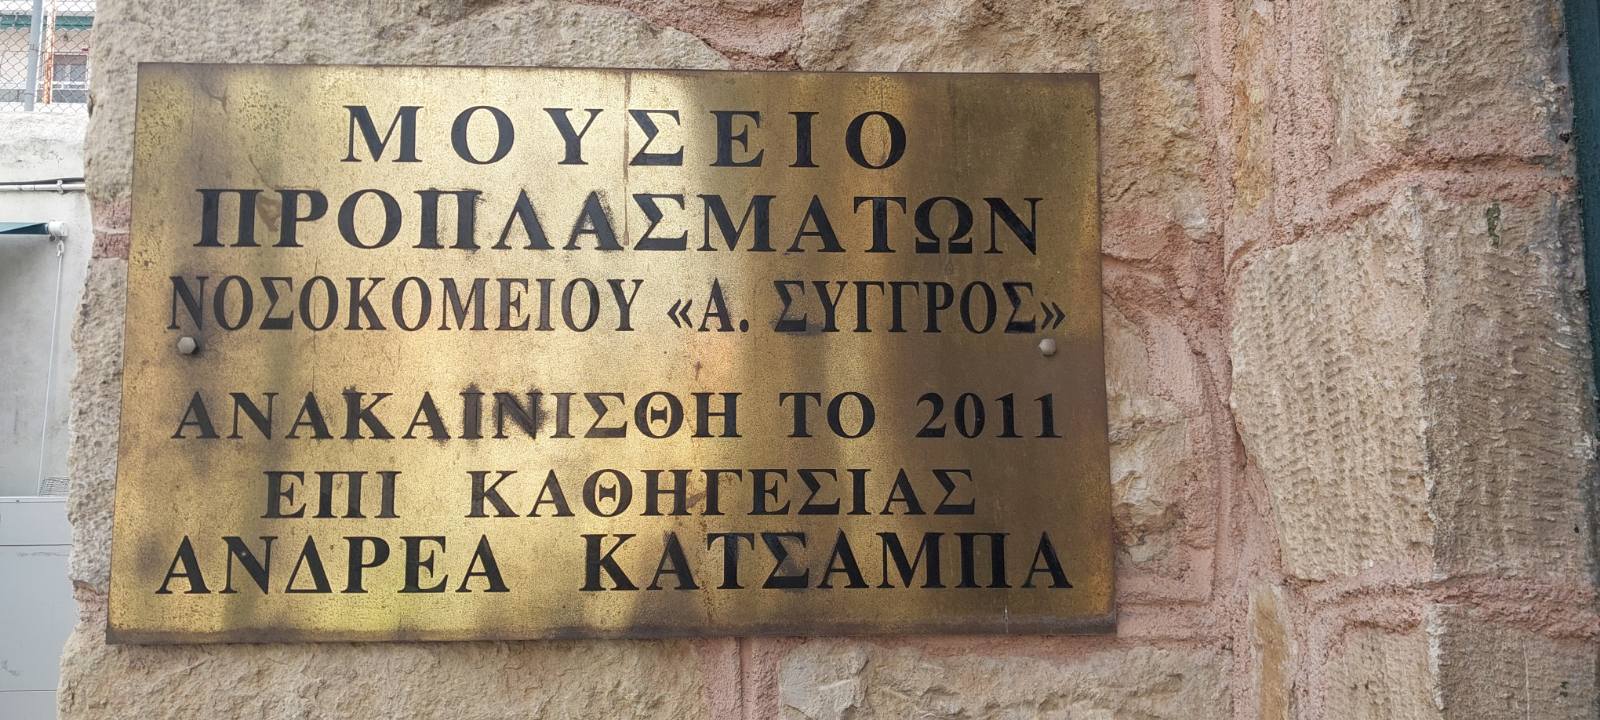 ΜΟΥΣΕΙΟ
ΠΡΟΠΛΑΣΜΑΤΩΝ
ΝΟΣΟΚΟΜΕΙΟΥ «Α. ΣΥΓΓΡΟΣ»
ΑΝΑΚΑΙΝΙΣΘΗ ΤΟ 2011
ΕΠΙ ΚΑΘΗΓΕΣΙΑΣ
ΑΝΔΡΕΑ ΚΑΤΣΑΜΠΑ